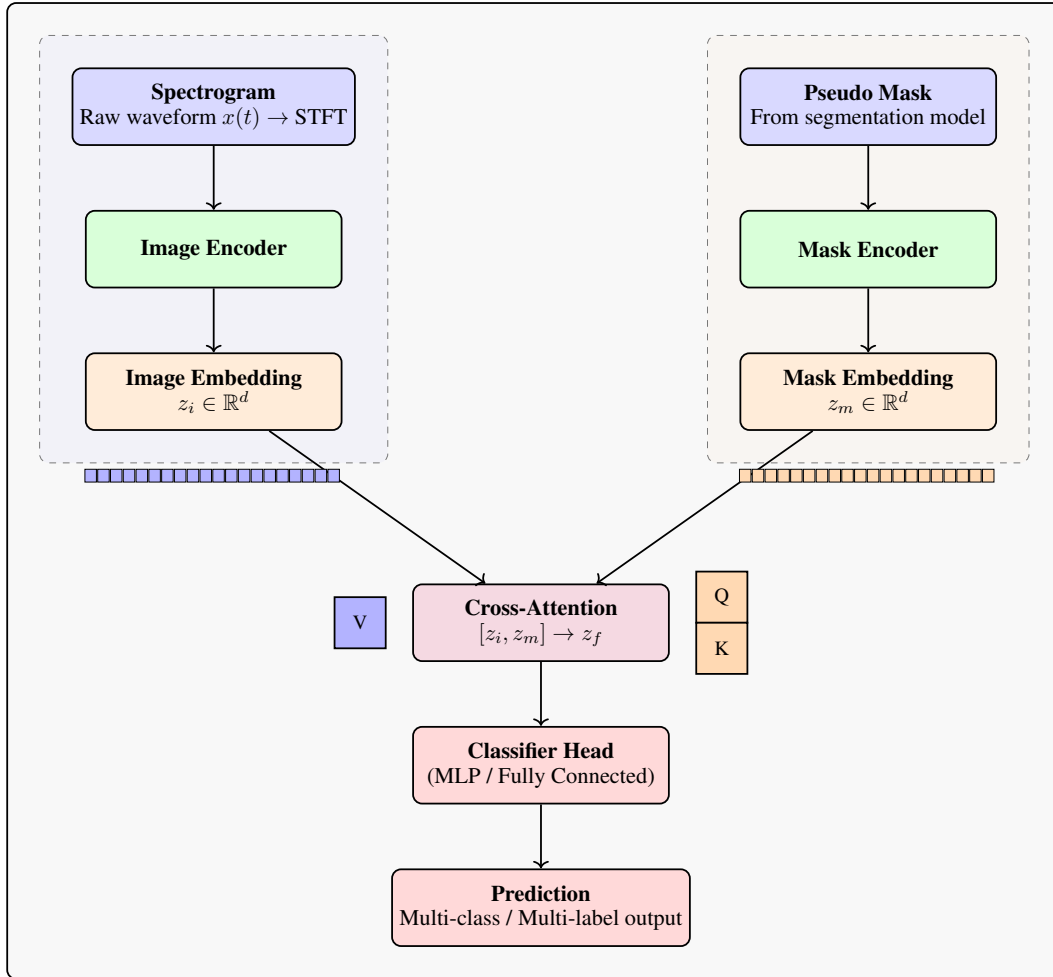 Spectrogram
Raw waveform x(t) → STFT
Pseudo Mask
From segmentation model
Image Encoder
Mask Encoder
Image Embedding
z_i ∈ ℝ^d
Mask Embedding
z_m ∈ ℝ^d
V
Cross-Attention
[z_i, z_m] → z_f
Q
K
Classifier Head
(MLP / Fully Connected)
Prediction
Multi-class / Multi-label output